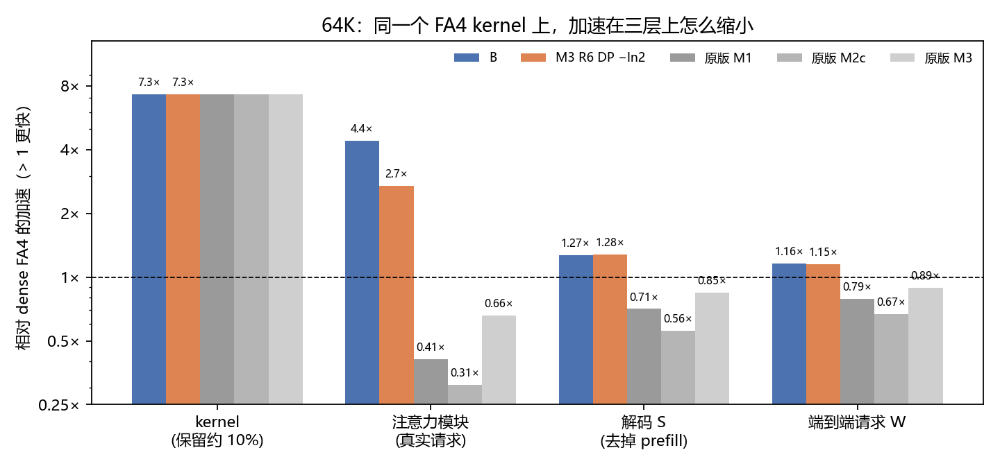 64K：同一个 FA4 kernel 上，加速在三层上怎么缩小
B
M3 R6 DP −ln2
原版 M1
原版 M2c
原版 M3
相对 dense FA4 的加速（> 1 更快）
8×
4×
2×
1×
0.5×
0.25×
7.3×
7.3×
4.4×
2.7×
0.41×
0.31×
0.66×
1.27×
1.28×
0.71×
0.56×
0.85×
1.16×
1.15×
0.79×
0.67×
0.89×
kernel
(保留约 10%)
注意力模块
(真实请求)
解码 S
(去掉 prefill)
端到端请求 W